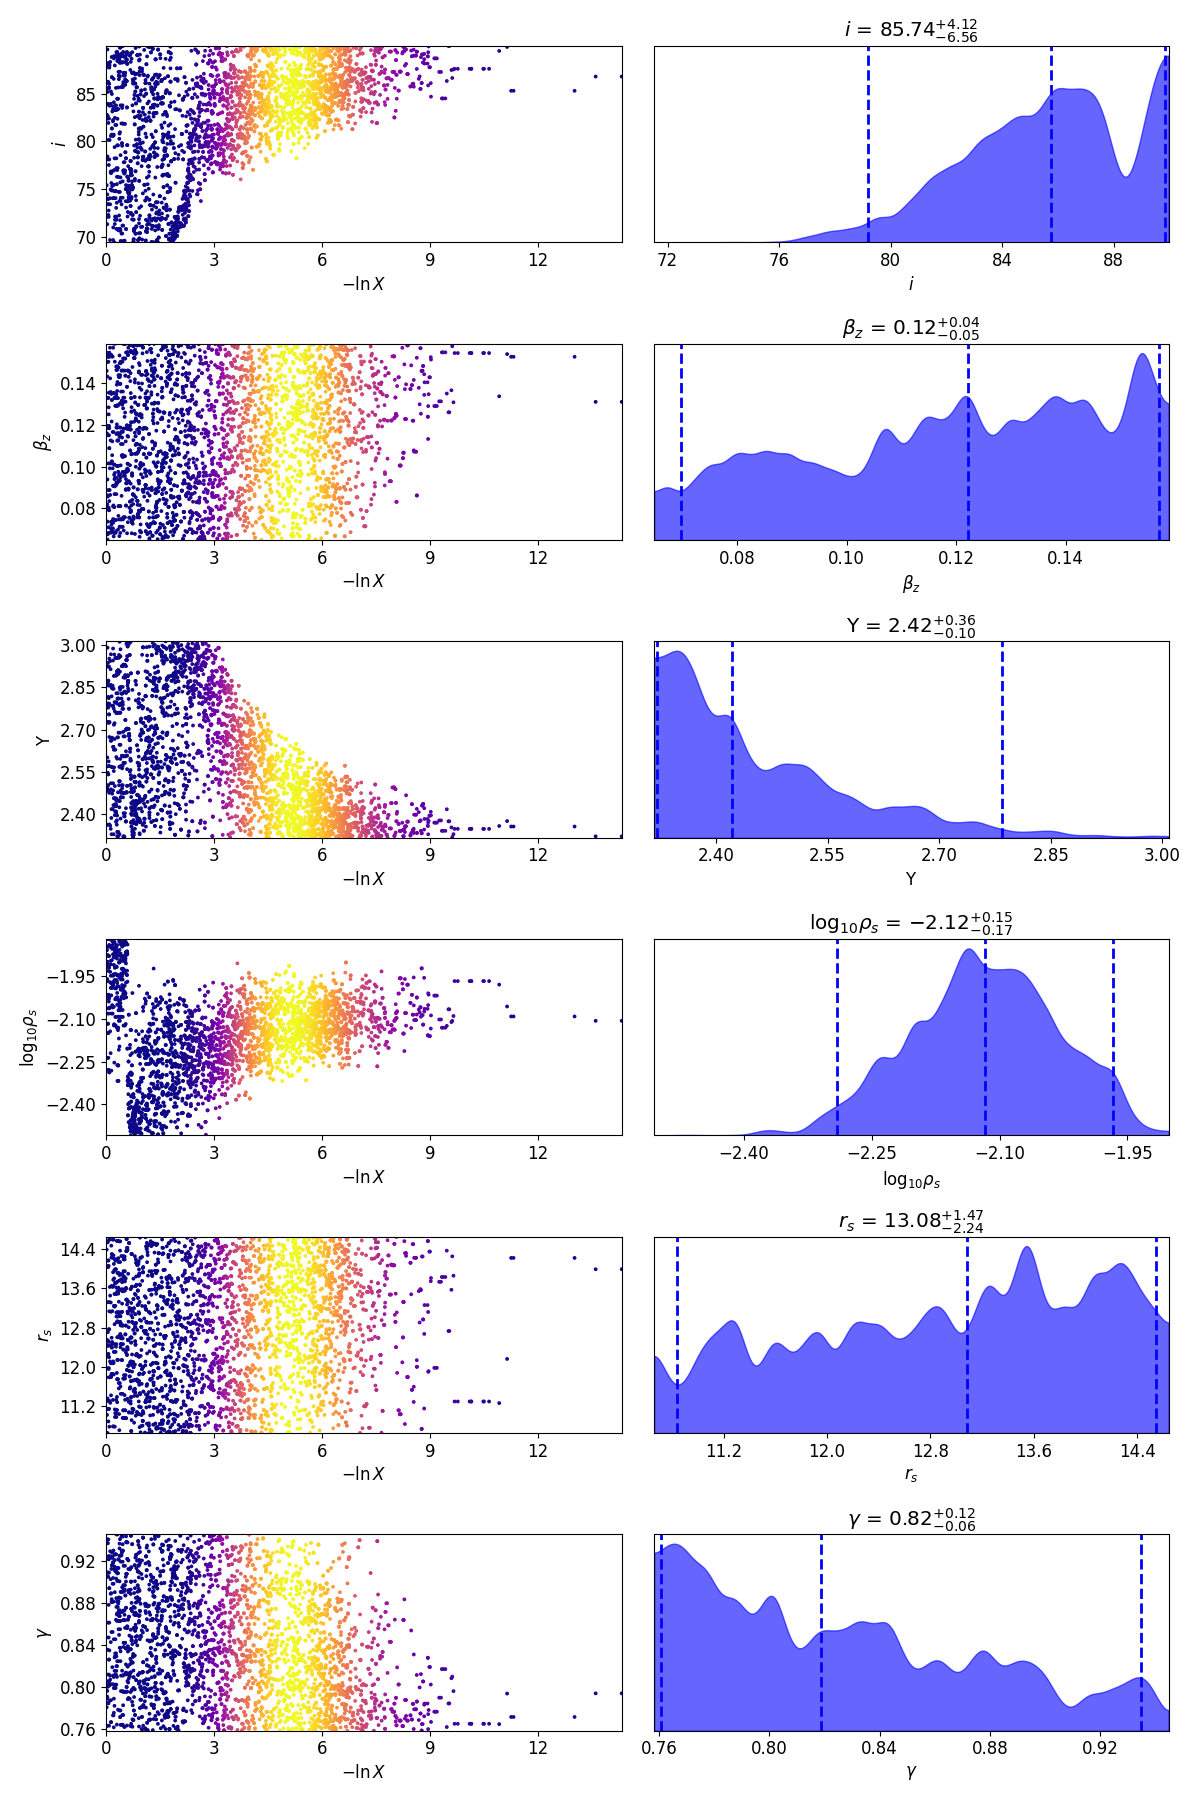 i = 85.74 +4.12 −6.56
85
80
75
70
i
0 3 6 9 12
−ln X
72 76 80 84 88
i
βz = 0.12 +0.04 −0.05
0.14
0.12
0.10
0.08
βz
0 3 6 9 12
−ln X
0.08 0.10 0.12 0.14
βz
Y = 2.42 +0.36 −0.10
3.00
2.85
2.70
2.55
2.40
Y
0 3 6 9 12
−ln X
2.40 2.55 2.70 2.85 3.00
Y
log10ρs = −2.12 +0.15 −0.17
−1.95
−2.10
−2.25
−2.40
log10ρs
0 3 6 9 12
−ln X
−2.40 −2.25 −2.10 −1.95
log10ρs
rs = 13.08 +1.47 −2.24
14.4
13.6
12.8
12.0
11.2
rs
0 3 6 9 12
−ln X
11.2 12.0 12.8 13.6 14.4
rs
γ = 0.82 +0.12 −0.06
0.92
0.88
0.84
0.80
0.76
γ
0 3 6 9 12
−ln X
0.76 0.80 0.84 0.88 0.92
γ